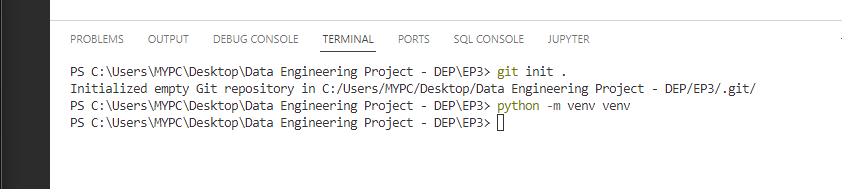 PROBLEMS OUTPUT DEBUG CONSOLE TERMINAL PORTS SQL CONSOLE JUPYTER
PS C:\Users\MYPC\Desktop\Data Engineering Project - DEP\EP3> git init .
Initialized empty Git repository in C:/Users/MYPC/Desktop/Data Engineering Project - DEP/EP3/.git/
PS C:\Users\MYPC\Desktop\Data Engineering Project - DEP\EP3> python -m venv venv
PS C:\Users\MYPC\Desktop\Data Engineering Project - DEP\EP3>